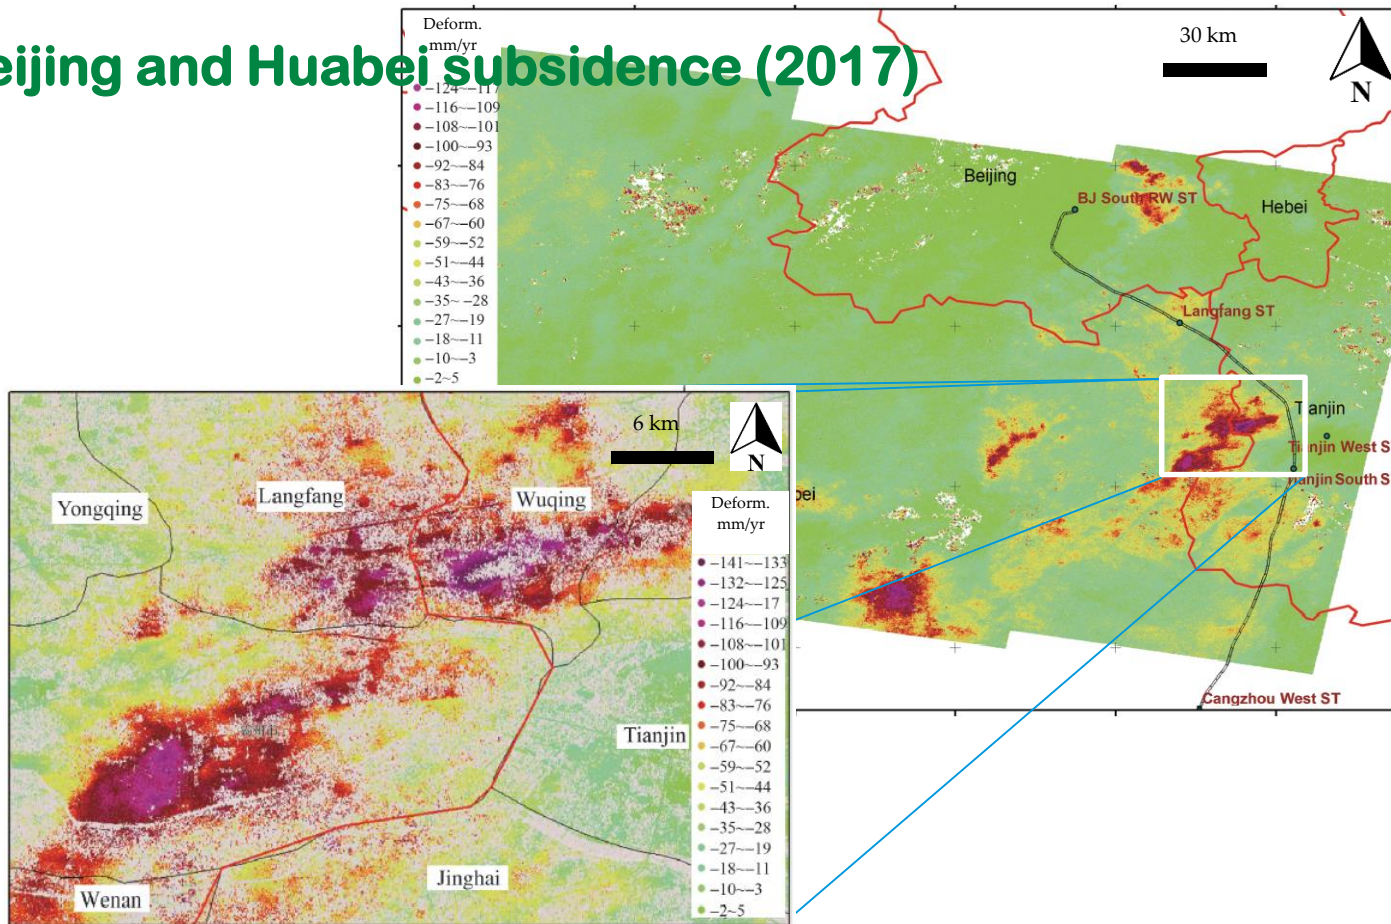 eijing and Huabei subsidence (2017)
Deform.
mm/yr
−124~−117
−116~−109
−108~−101
−100~−93
−92~−84
−83~−76
−75~−68
−67~−60
−59~−52
−51~−44
−43~−36
−35~ −28
−27~−19
−18~−11
−10~−3
−2~5
30 km
N
Beijing
BJ South RW ST
Hebei
Langfang ST
Tianjin
Tianjin West S
Tianjin South S
bei
Cangzhou West ST
6 km
N
Yongqing
Langfang
Wuqing
Tianjin
Jinghai
Wenan
Deform.
mm/yr
−141~−133
−132~−125
−124~−17
−116~−109
−108~−101
−100~−93
−92~−84
−83~−76
−75~−68
−67~−60
−59~−52
−51~−44
−43~−36
−35~−28
−27~−19
−18~−11
−10~−3
−2~5